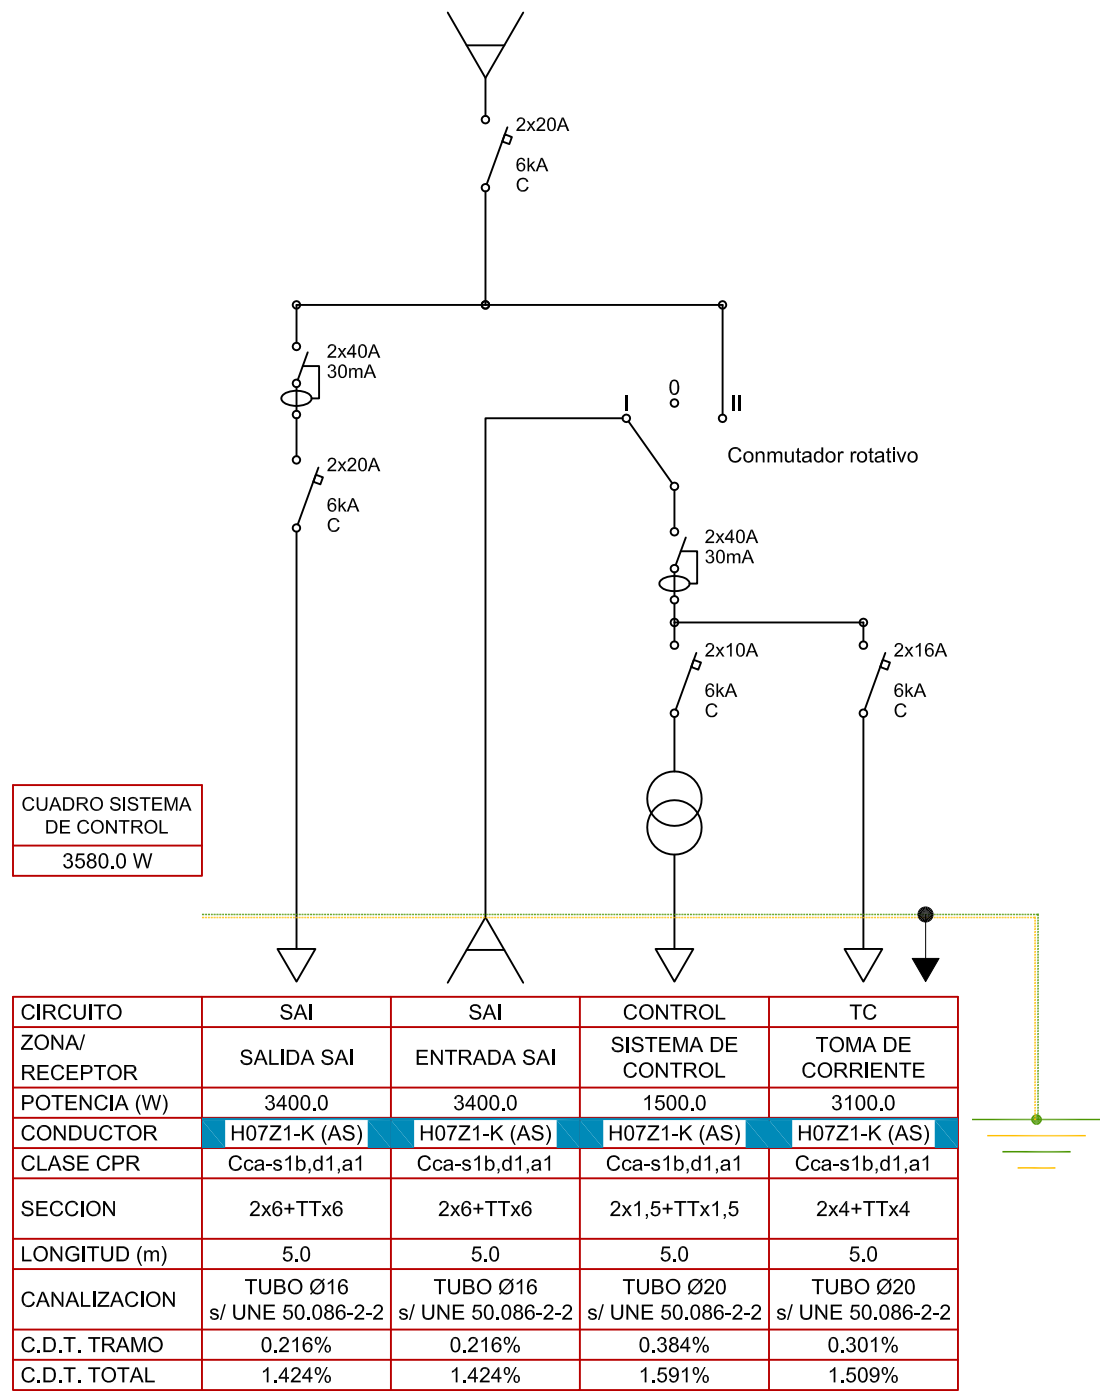 2x20A
6kA
C
2x40A
30mA
2x20A
6kA
C
I
0
II
Conmutador rotativo
2x40A
30mA
2x10A
6kA
C
2x16A
6kA
C
CUADRO SISTEMA
DE CONTROL
3580.0 W
CIRCUITO SAI SAI CONTROL TC
ZONA/
RECEPTOR SALIDA SAI ENTRADA SAI SISTEMA DE
CONTROL TOMA DE
CORRIENTE
POTENCIA (W) 3400.0 3400.0 1500.0 3100.0
CONDUCTOR H07Z1-K (AS) H07Z1-K (AS) H07Z1-K (AS) H07Z1-K (AS)
CLASE CPR Cca-s1b,d1,a1 Cca-s1b,d1,a1 Cca-s1b,d1,a1 Cca-s1b,d1,a1
SECCION 2x6+TTx6 2x6+TTx6 2x1,5+TTx1,5 2x4+TTx4
LONGITUD (m) 5.0 5.0 5.0 5.0
CANALIZACION TUBO Ø16
s/ UNE 50.086-2-2 TUBO Ø16
s/ UNE 50.086-2-2 TUBO Ø20
s/ UNE 50.086-2-2 TUBO Ø20
s/ UNE 50.086-2-2
C.D.T. TRAMO 0.216% 0.216% 0.384% 0.301%
C.D.T. TOTAL 1.424% 1.424% 1.591% 1.509%